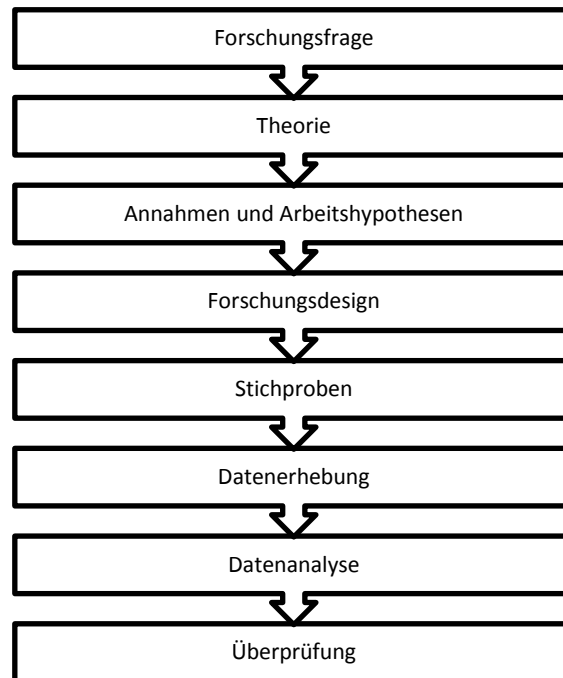 Forschungsfrage
Theorie
Annahmen und Arbeitshypothesen
Forschungsdesign
Stichproben
Datenerhebung
Datenanalyse
Überprüfung